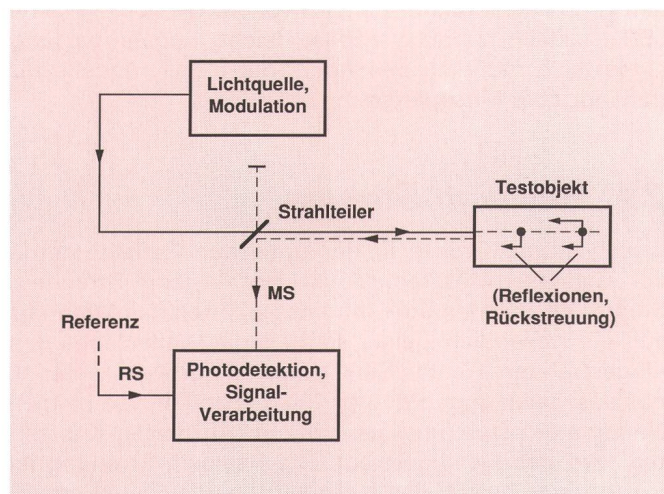 Lichtquelle,
Modulation
Testobjekt
Strahlteiler
(Reflexionen,
Rückstreuung)
MS
Referenz
RS
Photodetektion,
Signal-
Verarbeitung